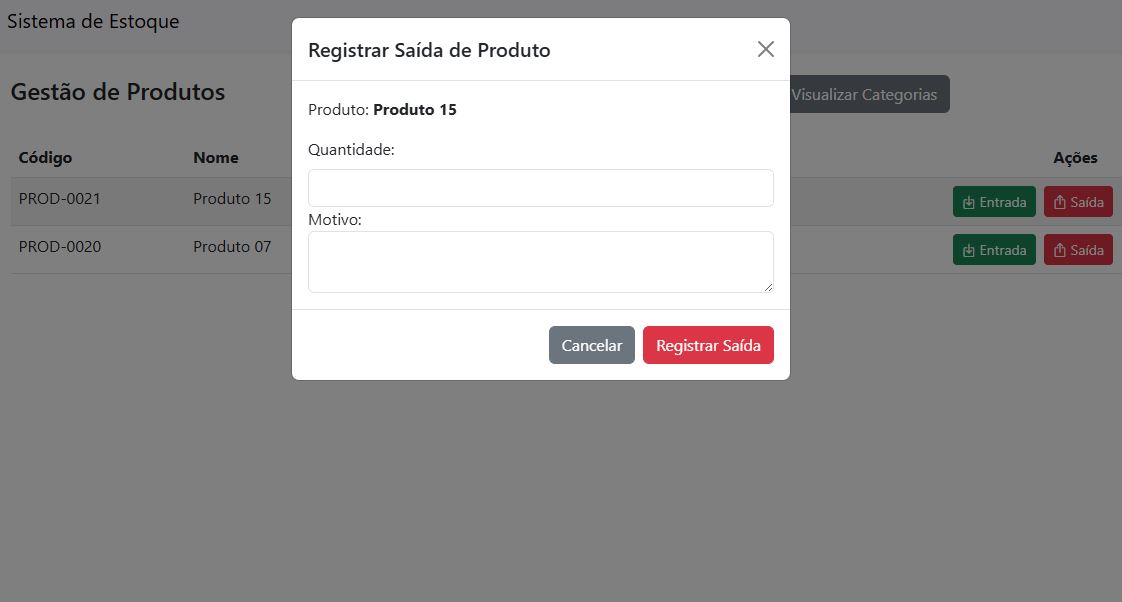 Sistema de Estoque
Registrar Saída de Produto
Gestão de Produtos
Visualizar Categorias
Produto: Produto 15
Quantidade:
Código Nome Ações
PROD-0021 Produto 15 Entrada Saída
Motivo:
PROD-0020 Produto 07 Entrada Saída
Cancelar Registrar Saída